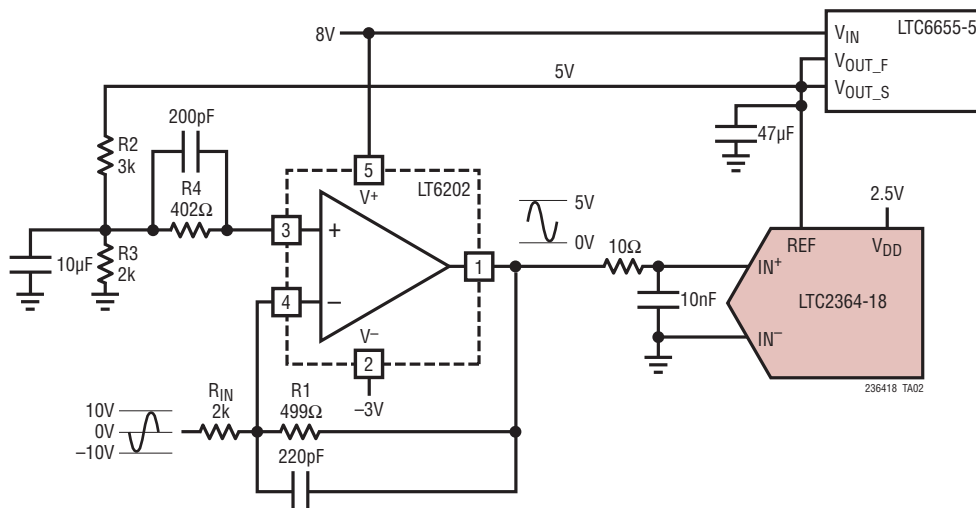 8V
V_IN
LTC6655-5
V_OUT_F
V_OUT_S
5V
200pF
47µF
R2
3k
5
LT6202
V+
R4
402Ω
2.5V
5V
0V
3
+
REF
V_DD
10µF
R3
2k
10Ω
1
IN+
4
–
10nF
LTC2364-18
V–
IN–
2
236418 TA02
–3V
R_IN
2k
R1
499Ω
10V
0V
–10V
220pF